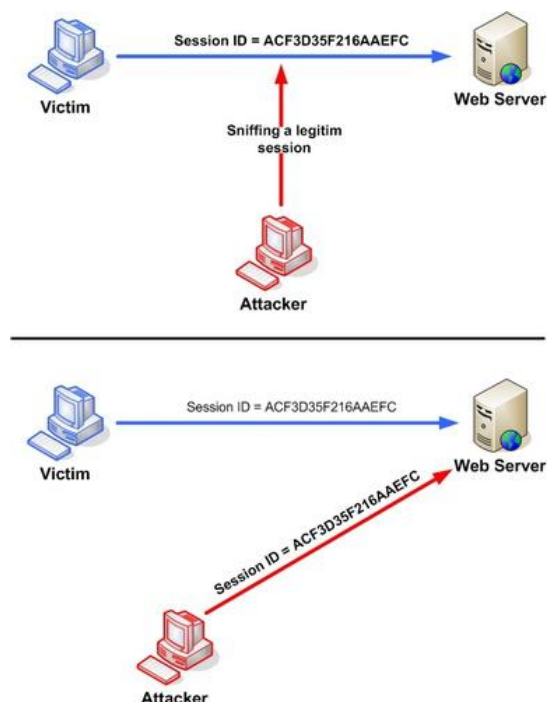 Session ID = ACF3D35F216AAEFC
Victim
Web Server
Sniffing a legitim
session
Attacker
Session ID = ACF3D35F216AAEFC
Victim
Web Server
Session ID = ACF3D35F216AAEFC
Attacker